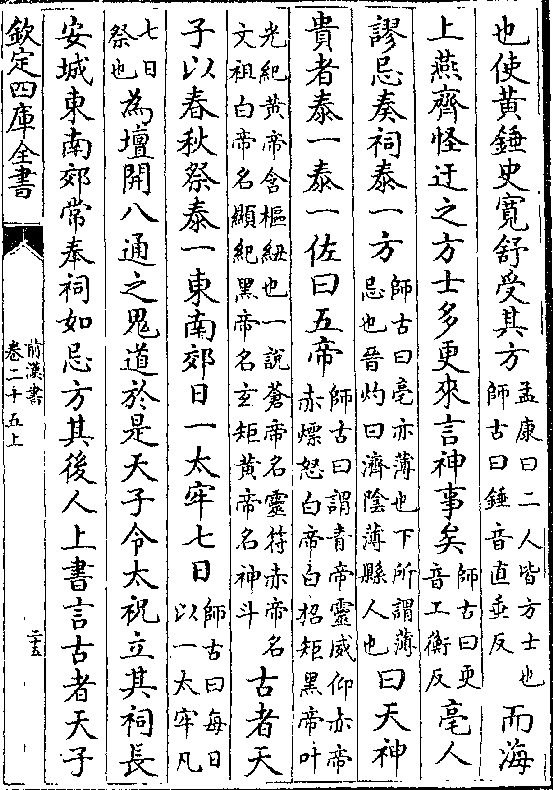 也使黃錘史寛舒受其方孟康曰二人皆方士也師古曰錘音直垂反而海
上燕齊怪迂之方士多更來言神事矣師古曰更音工衡反亳人
謬忌奏祠泰一方師古曰亳亦薄也下所謂薄忌也晉灼曰濟隂薄縣人也曰天神
貴者泰一泰一佐曰五帝師古曰謂青帝靈威仰赤帝赤熛怒白帝白招矩黑帝叶
光紀黃帝含樞紐也一説蒼帝名靈符赤帝名文祖白帝名顯紀黑帝名玄矩黃帝名神斗古者天
子以春秋祭泰一東南郊日一太牢七日師古曰每日以一太牢凡
七日祭也為壇開八通之鬼道於是天子令太祝立其祠長
安城東南郊常奉祠如忌方其後人上書言古者天子
欽定四庫全書
前漢書
卷二十五上
二十五